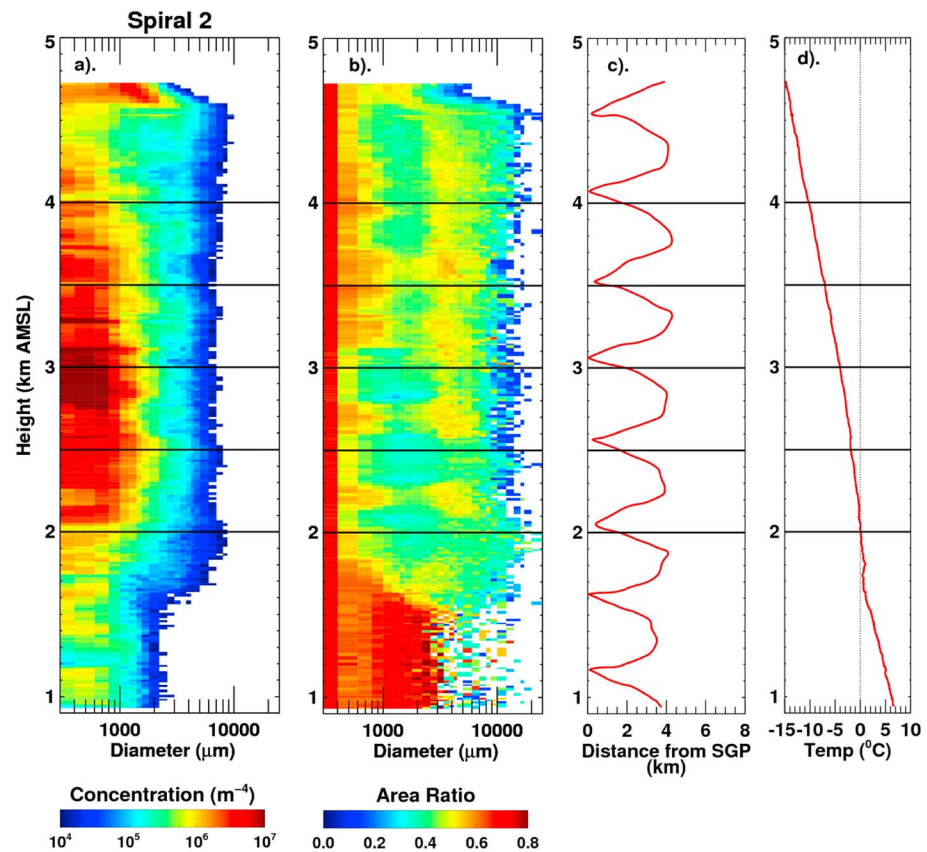 Spiral 2
a).
b).
c).
d).
5
4
3
2
1
Height (km AMSL)
1000
10000
Diameter (μm)
5
4
3
2
1
1000
10000
Diameter (μm)
5
4
3
2
1
0 2 4 6 8
Distance from SGP
(km)
5
4
3
2
1
-15-10 -5 0 5 10
Temp (⁰C)
Concentration (m⁻⁴)
10⁴ 10⁵ 10⁶ 10⁷
Area Ratio
0.0 0.2 0.4 0.6 0.8